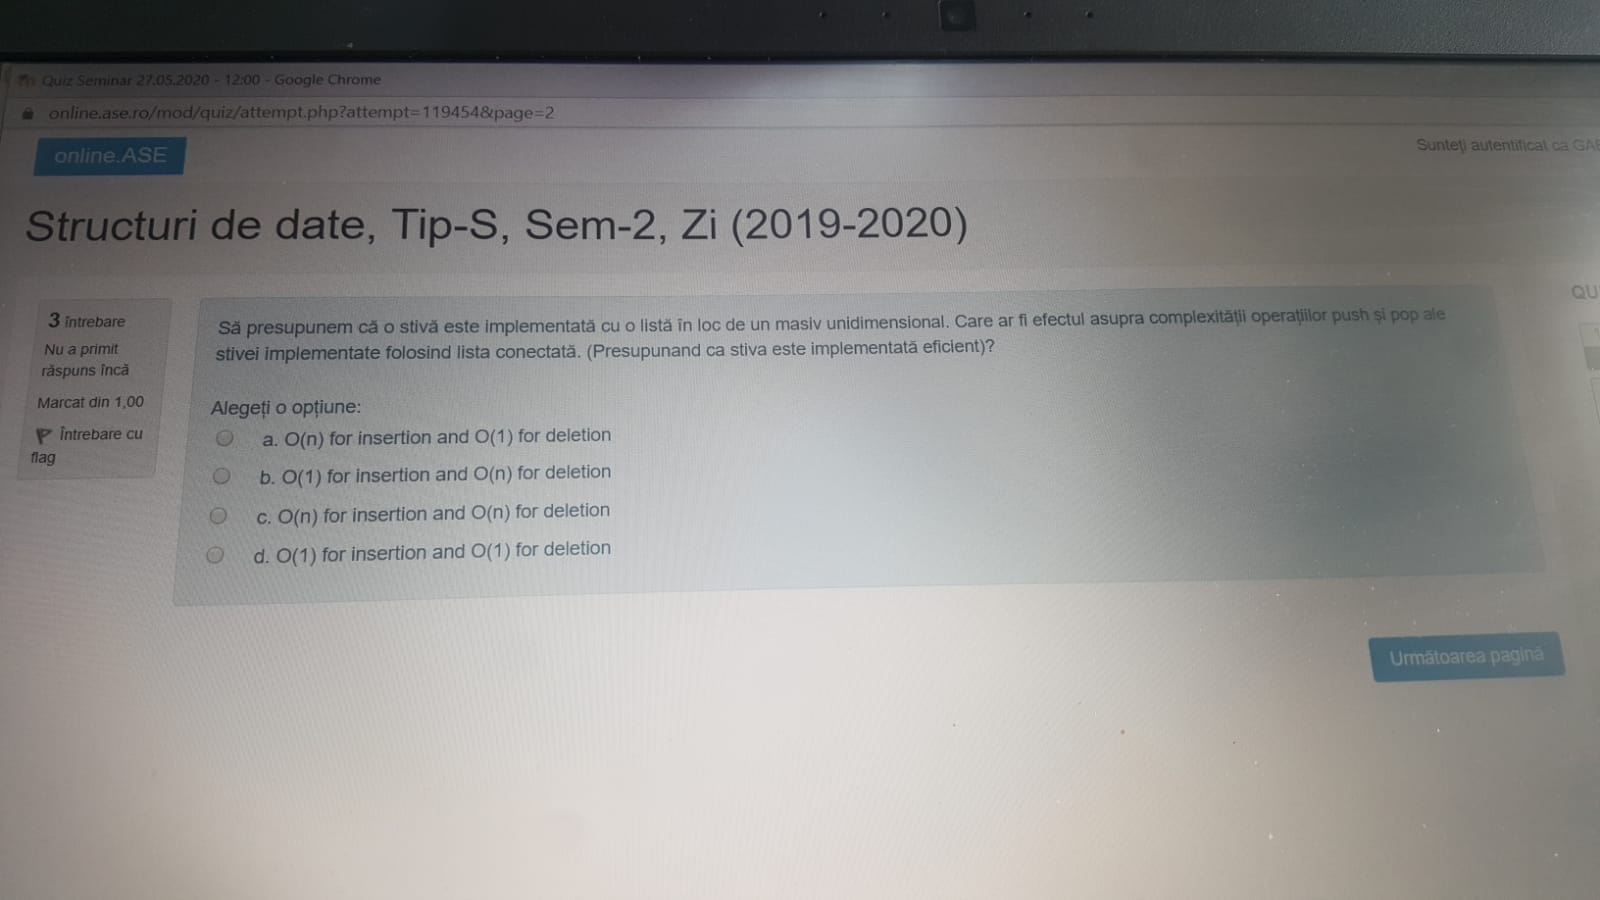 Quiz Seminar 27.05.2020 - 12:00 - Google Chrome
online.ase.ro/mod/quiz/attempt.php?attempt=119454&page=2
online.ASE
Sunteți autentificat ca GAB
Structuri de date, Tip-S, Sem-2, Zi (2019-2020)
QU
3 întrebare
Nu a primit
răspuns încă
Marcat din 1,00
Întrebare cu
flag
Să presupunem că o stivă este implementată cu o listă în loc de un masiv unidimensional. Care ar fi efectul asupra complexității operațiilor push și pop ale
stivei implementate folosind lista conectată. (Presupunand ca stiva este implementată eficient)?
Alegeți o opțiune:
a. O(n) for insertion and O(1) for deletion
b. O(1) for insertion and O(n) for deletion
c. O(n) for insertion and O(n) for deletion
d. O(1) for insertion and O(1) for deletion
Următoarea pagină